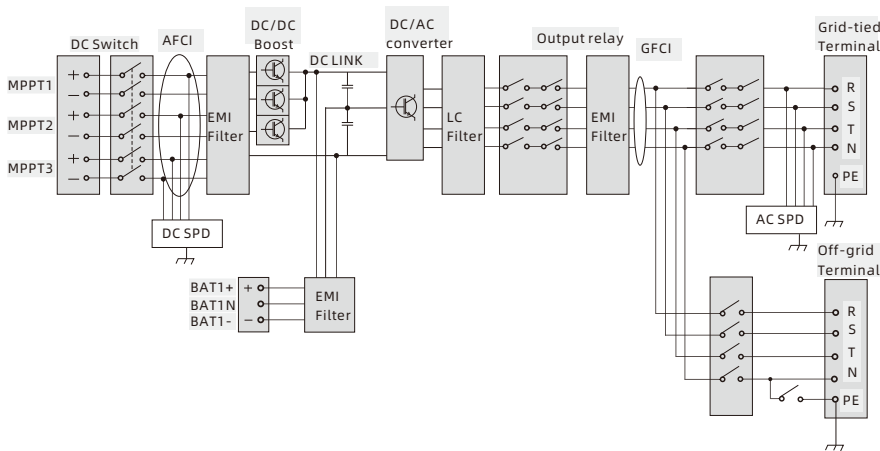 DC Switch
AFCI
DC/DC
Boost
DC LINK
DC/AC
converter
Output relay
GFCI
Grid-tied
Terminal
MPPT1
+
−
MPPT2
+
−
MPPT3
+
−
EMI
Filter
LC
Filter
EMI
Filter
R
S
T
N
PE
DC SPD
AC SPD
BAT1+
BAT1N
BAT1-
+
−
EMI
Filter
Off-grid
Terminal
R
S
T
N
PE